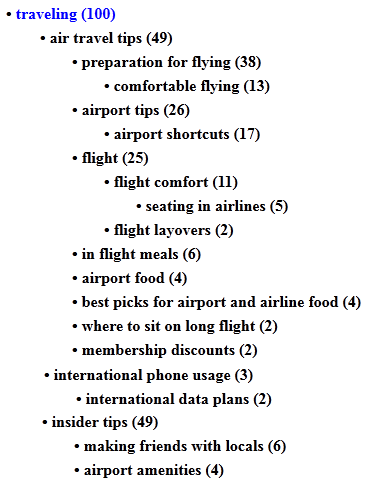 • traveling (100)
• air travel tips (49)
• preparation for flying (38)
• comfortable flying (13)
• airport tips (26)
• airport shortcuts (17)
• flight (25)
• flight comfort (11)
• seating in airlines (5)
• flight layovers (2)
• in flight meals (6)
• airport food (4)
• best picks for airport and airline food (4)
• where to sit on long flight (2)
• membership discounts (2)
• international phone usage (3)
• international data plans (2)
• insider tips (49)
• making friends with locals (6)
• airport amenities (4)